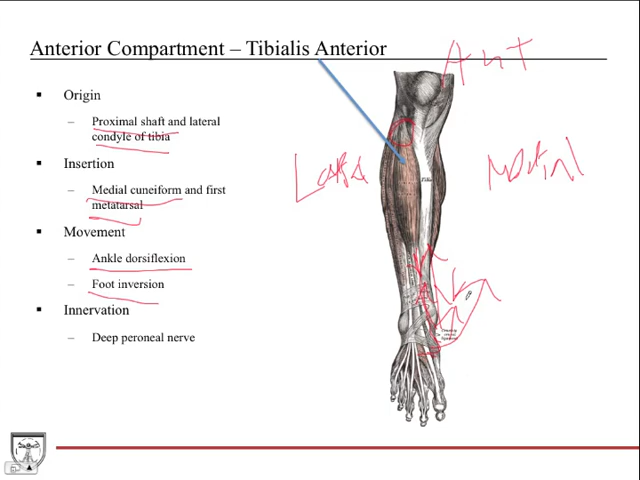 Anterior Compartment – Tibialis Anterior
Ant
▪ Origin
– Proximal shaft and lateral
condyle of tibia
▪ Insertion
– Medial cuneiform and first
metatarsal
▪ Movement
– Ankle dorsiflexion
– Foot inversion
▪ Innervation
– Deep peroneal nerve
Medial